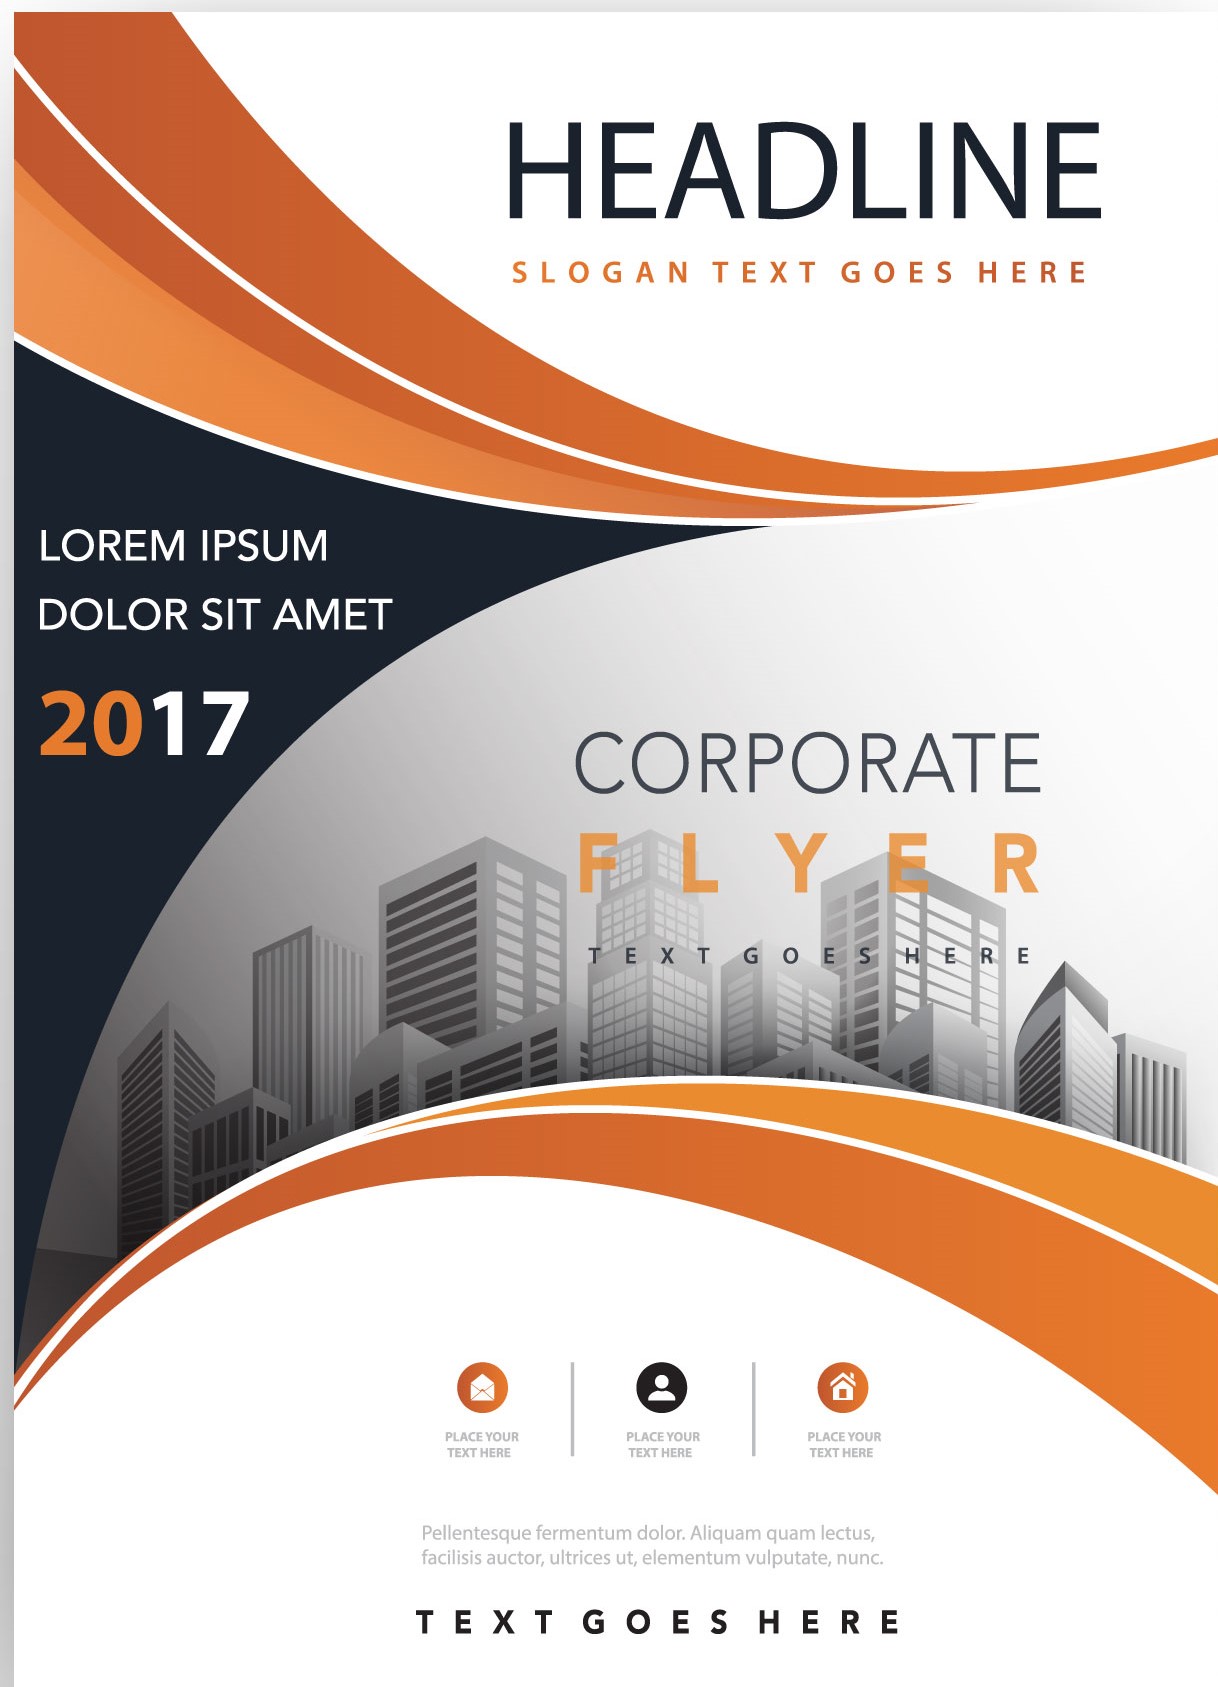 HEADLINE
SLOGAN TEXT GOES HERE
LOREM IPSUM
DOLOR SIT AMET
2017
CORPORATE
FLYER
TEXT GOES HERE
PLACE YOUR
TEXT HERE
PLACE YOUR
TEXT HERE
PLACE YOUR
TEXT HERE
Pellentesque fermentum dolor. Aliquam quam lectus,
facilisis auctor, ultrices ut, elementum vulputate, nunc.
TEXT GOES HERE